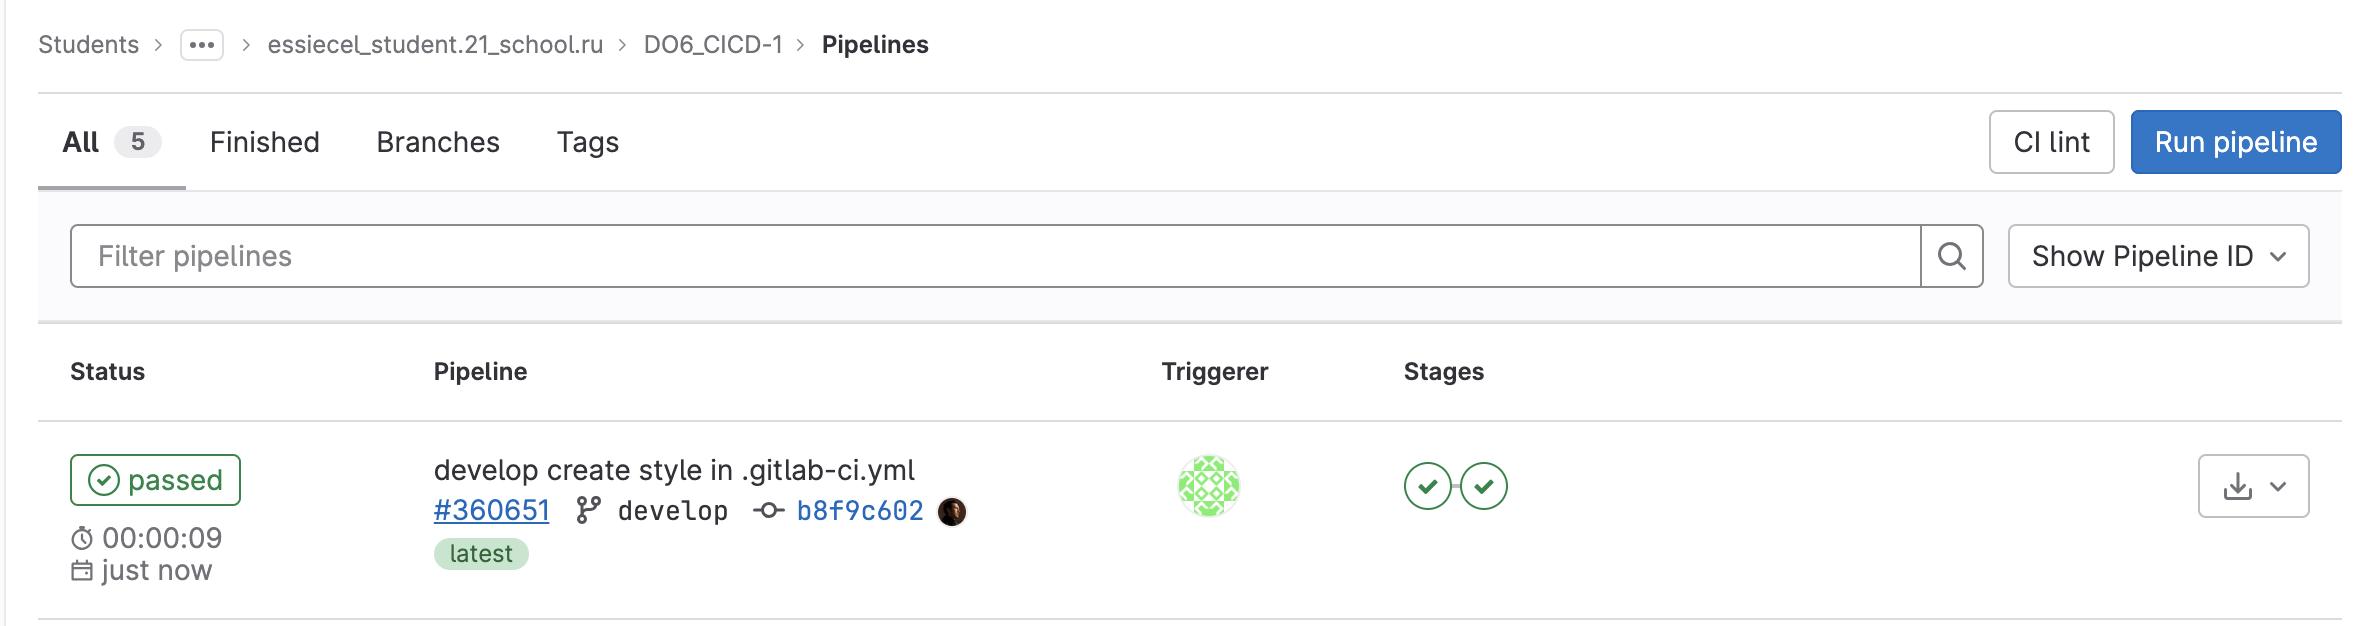 Students > ... > essiecel_student.21_school.ru > DO6_CICD-1 > Pipelines
All 5 Finished Branches Tags CI lint Run pipeline
Filter pipelines Show Pipeline ID
Status Pipeline Triggerer Stages
passed develop create style in .gitlab-ci.yml
#360651 develop b8f9c602
00:00:09 latest
just now